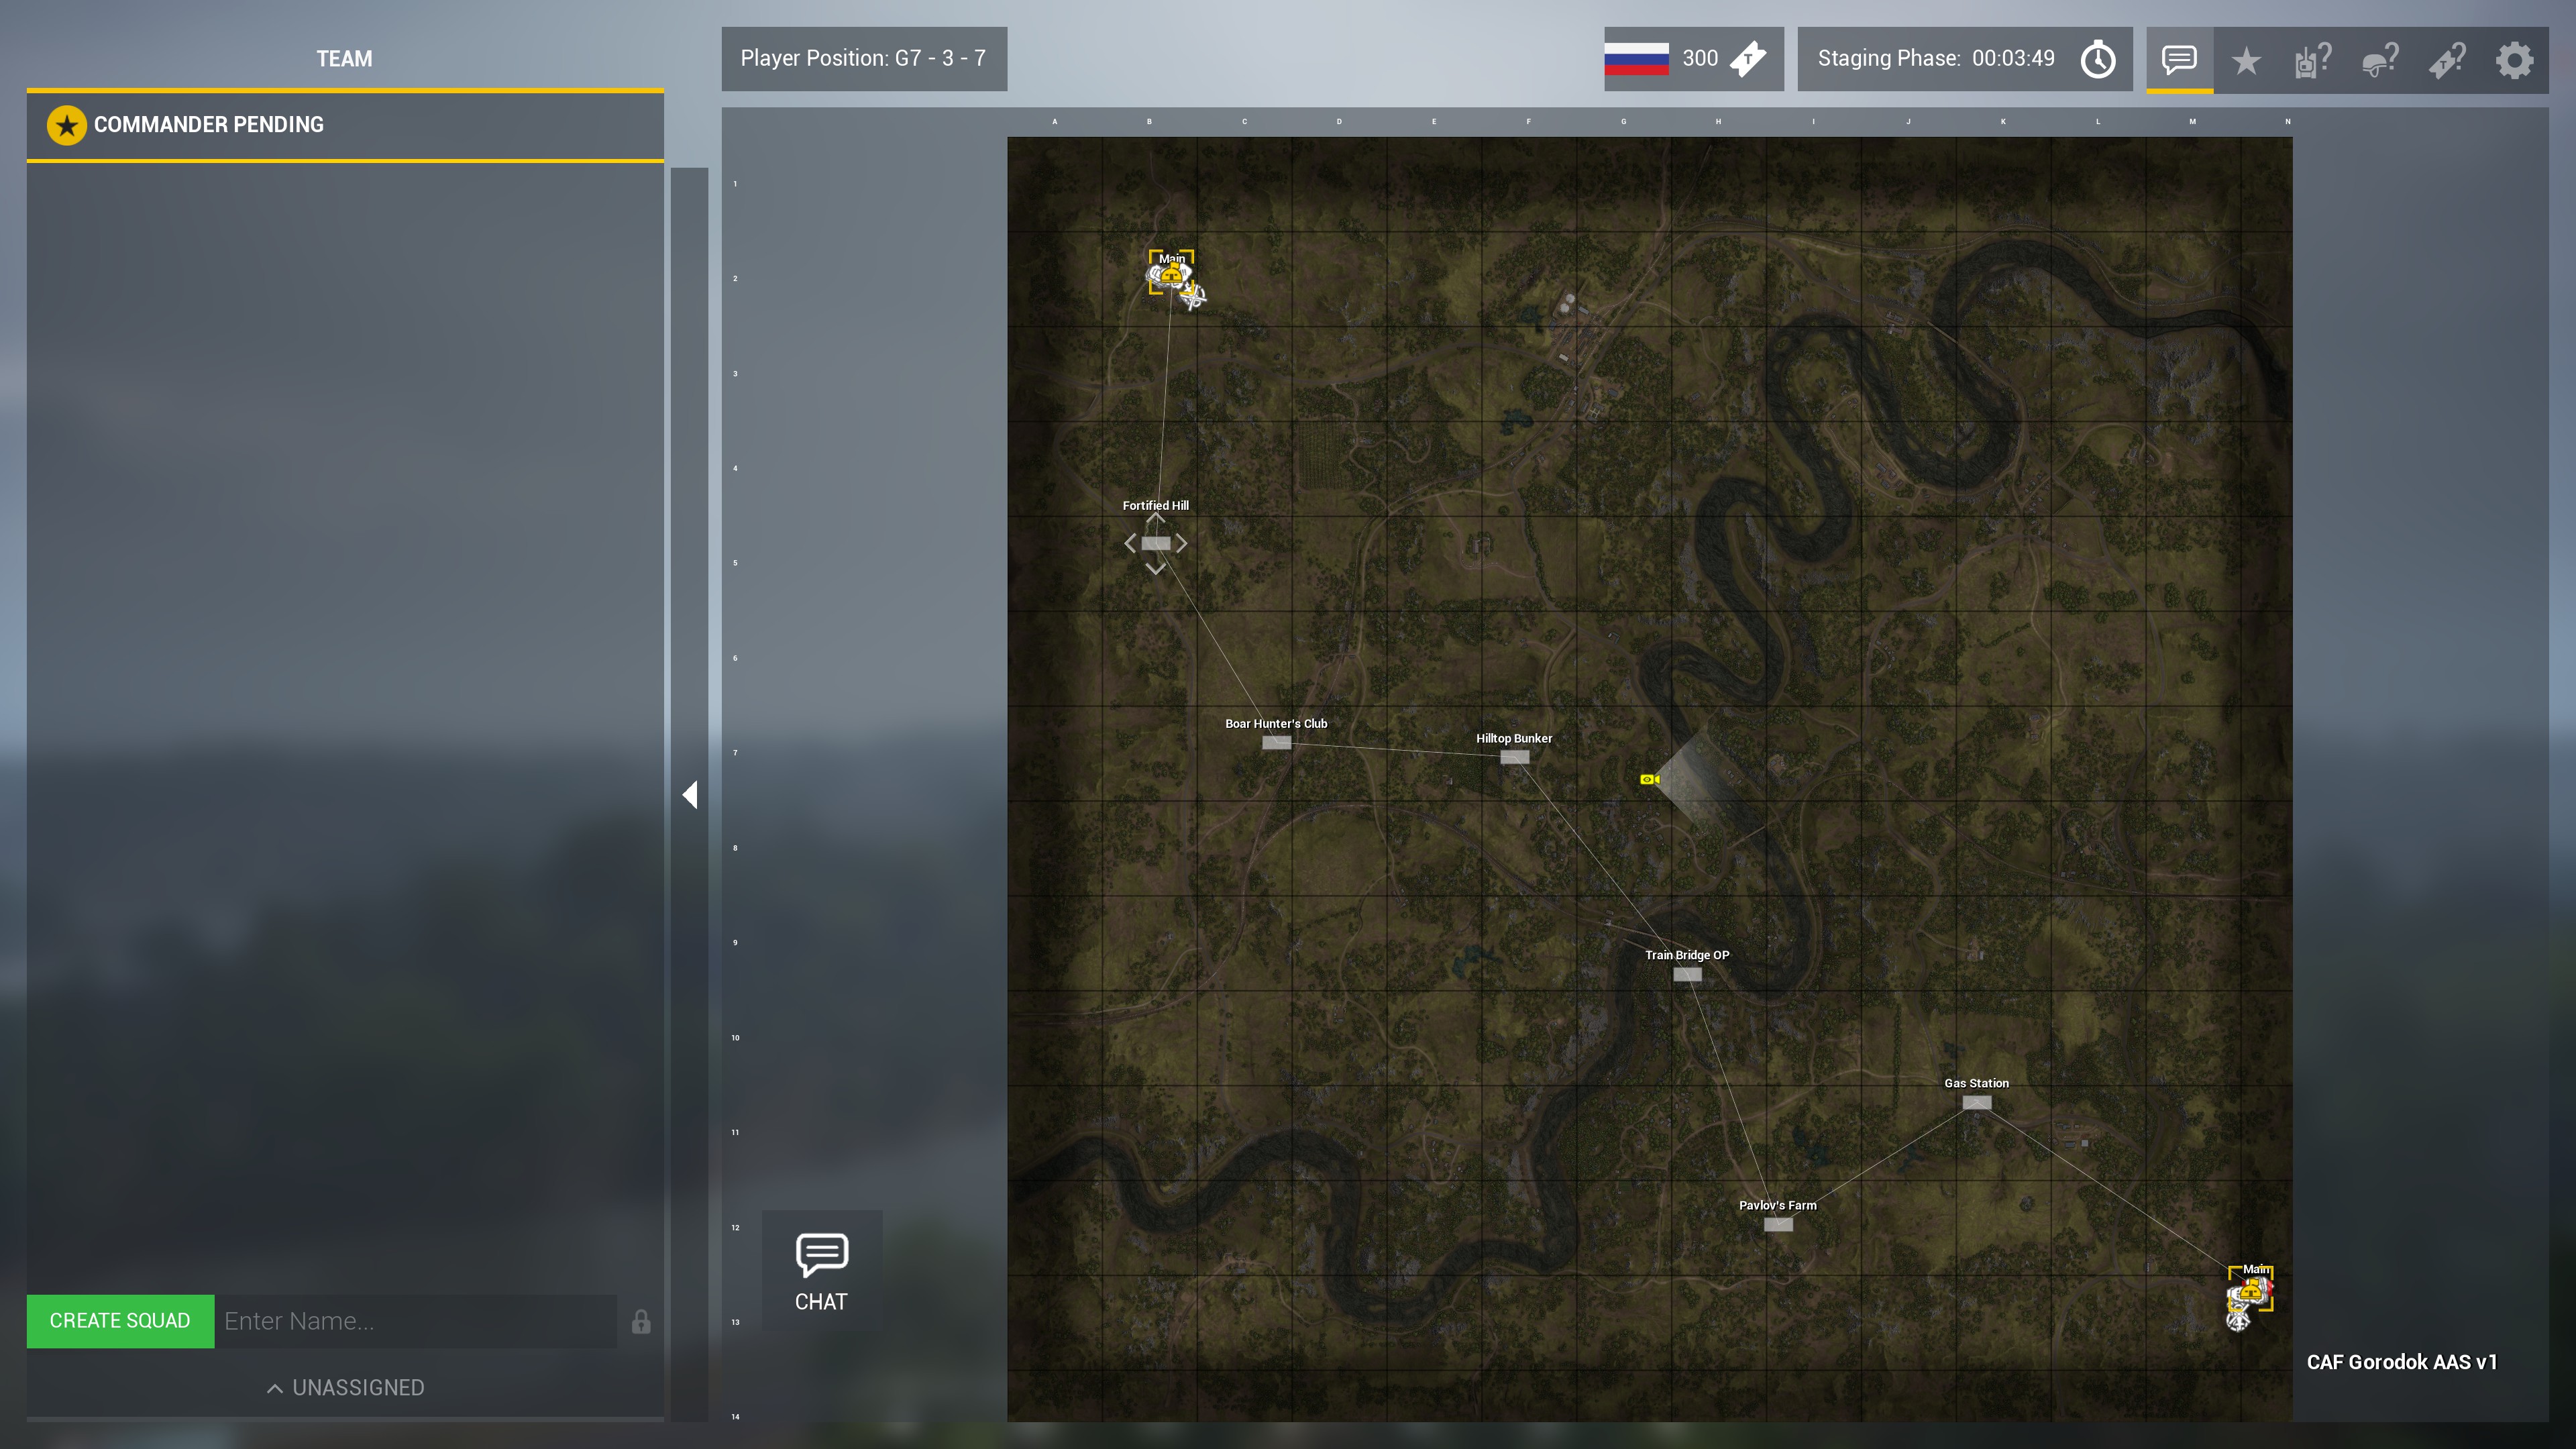 TEAM
Player Position: G7 - 3 - 7
300
T
Staging Phase: 00:03:49
? ? T?
COMMANDER PENDING
A B C D E F G H I J K L M N
1
2
3
4
5
6
7
8
9
10
11
12
13
14
Main
Fortified Hill
Boar Hunter's Club
Hilltop Bunker
Train Bridge OP
Gas Station
Pavlov's Farm
Main
CHAT
CREATE SQUAD Enter Name...
UNASSIGNED
CAF Gorodok AAS v1